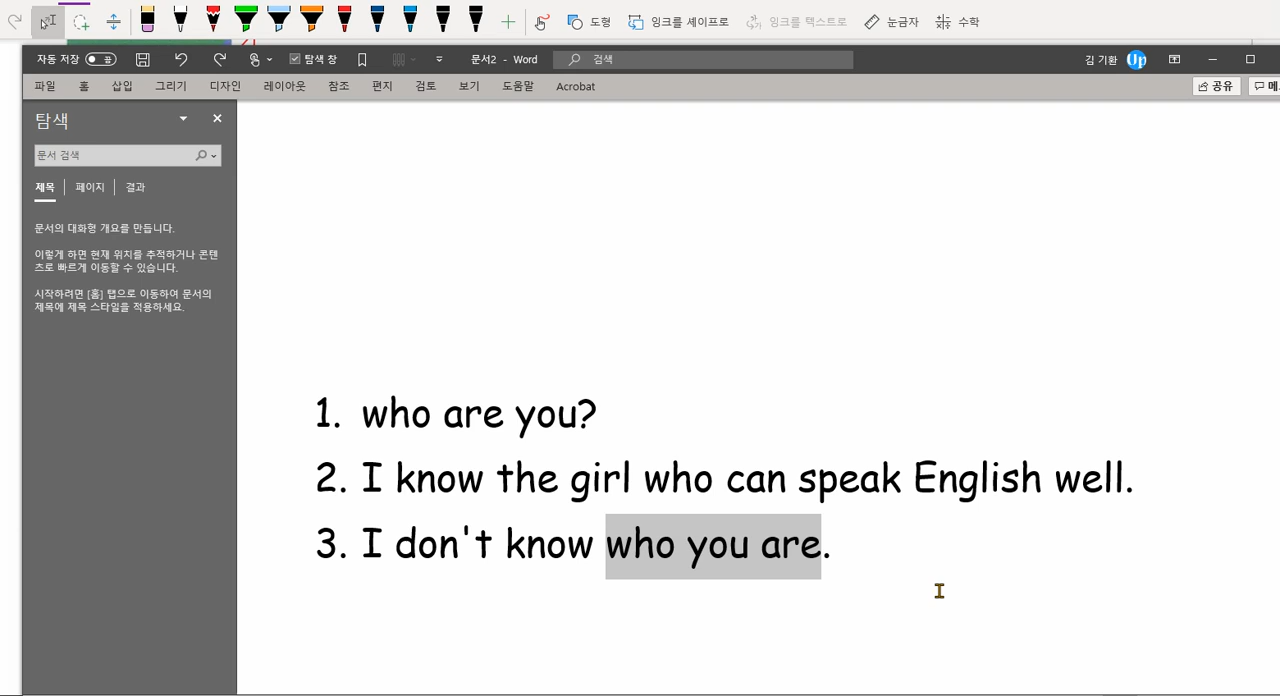 도형 잉크를 셰이프로 잉크를 텍스트로 눈금자 수학
자동 저장 끔 탐색 창 문서2 - Word 검색 김 기환 Up
파일 홈 삽입 그리기 디자인 레이아웃 참조 편지 검토 보기 도움말 Acrobat 공유
탐색
문서 검색
제목 페이지 결과
문서의 대화형 개요를 만듭니다.
이렇게 하면 현재 위치를 추적하거나 콘텐
츠로 빠르게 이동할 수 있습니다.
시작하려면 [홈] 탭으로 이동하여 문서의
제목에 제목 스타일을 적용하세요.
1. who are you?
2. I know the girl who can speak English well.
3. I don't know who you are.